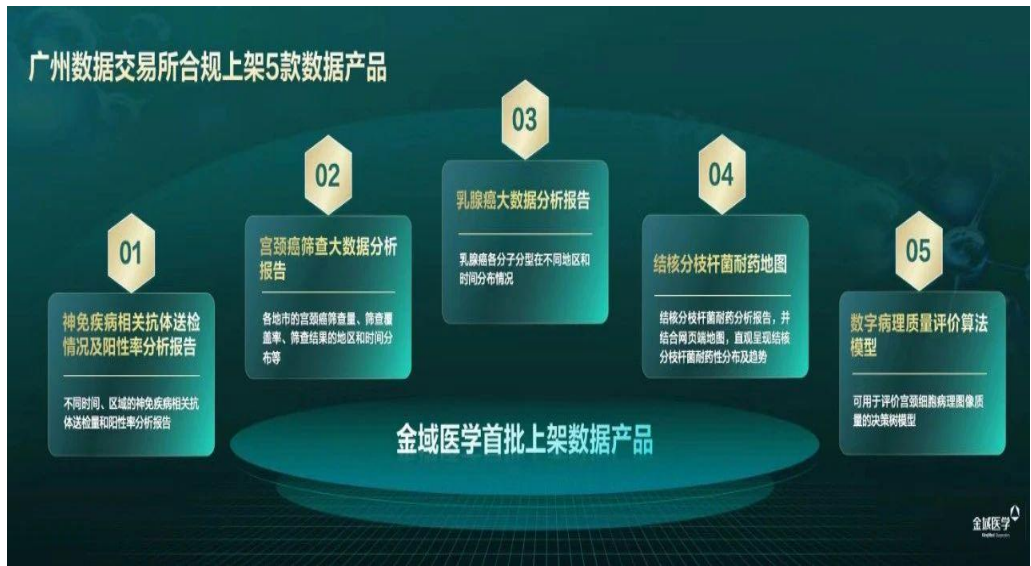 广州数据交易所合规上架5款数据产品
01
神免疾病相关抗体送检
情况及阳性率分析报告
不同时间、区域的神免疾病相关抗
体送检量和阳性率分析报告
02
宫颈癌筛查大数据分析
报告
各地市的宫颈癌筛查量、筛查覆
盖率、筛查结果的地区和时间分
布等
03
乳腺癌大数据分析报告
乳腺癌各分子分型在不同地区和
时间分布情况
04
结核分枝杆菌耐药地图
结核分枝杆菌耐药分析报告，并
结合网页端地图，直观呈现结核
分枝杆菌耐药性分布及趋势
05
数字病理质量评价算法
模型
可用于评价宫颈细胞病理图像质
量的决策树模型
金域医学首批上架数据产品
金域医学